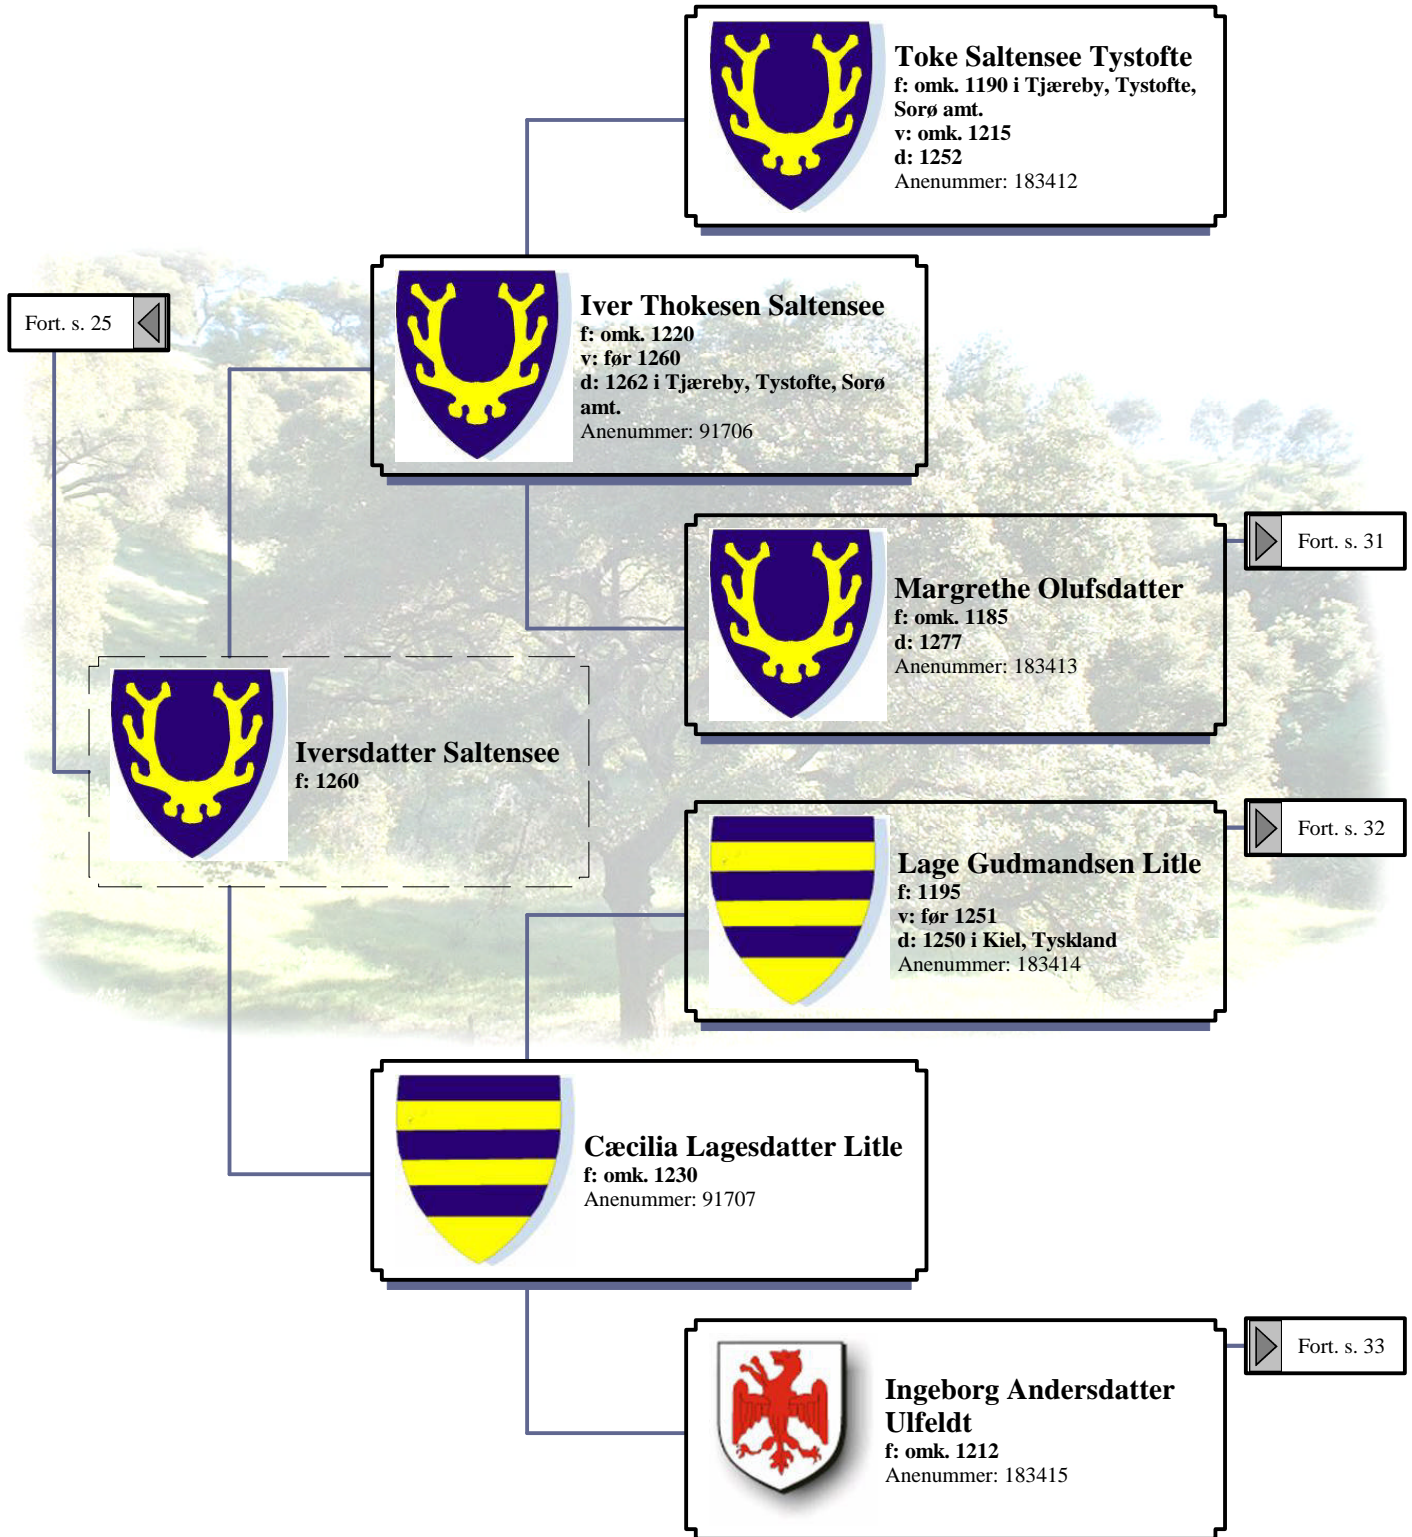 Toke Saltensee Tystofte
f: omk. 1190 i Tjæreby, Tystofte,
Sorø amt.
v: omk. 1215
d: 1252
Anenummer: 183412
Iver Thokesen Saltensee
f: omk. 1220
v: før 1260
d: 1262 i Tjæreby, Tystofte, Sorø
amt.
Anenummer: 91706
Fort. s. 25
Fort. s. 31
Margrethe Olufsdatter
f: omk. 1185
d: 1277
Anenummer: 183413
Iversdatter Saltensee
f: 1260
Fort. s. 32
Lage Gudmandsen Litle
f: 1195
v: før 1251
d: 1250 i Kiel, Tyskland
Anenummer: 183414
Cæcilia Lagesdatter Litle
f: omk. 1230
Anenummer: 91707
Fort. s. 33
Ingeborg Andersdatter
Ulfeldt
f: omk. 1212
Anenummer: 183415